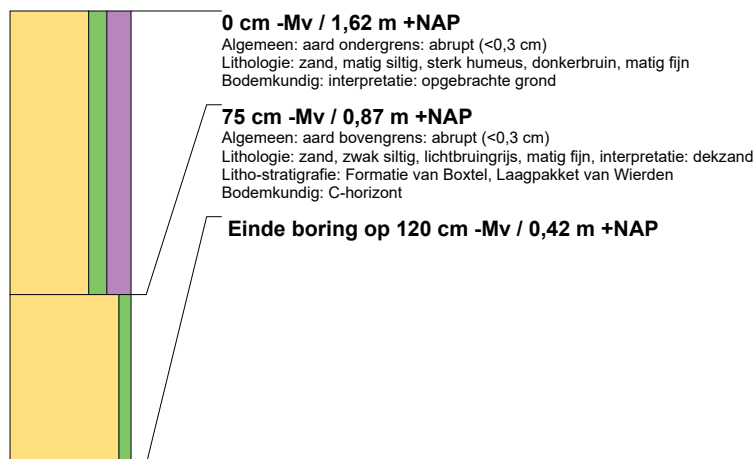 0 cm -Mv / 1,62 m +NAP
Algemeen: aard ondergrens: abrupt (<0,3 cm)
Lithologie: zand, matig siltig, sterk humeus, donkerbruin, matig fijn
Bodemkundig: interpretatie: opgebrachte grond
75 cm -Mv / 0,87 m +NAP
Algemeen: aard bovengrens: abrupt (<0,3 cm)
Lithologie: zand, zwak siltig, lichtbruingrijs, matig fijn, interpretatie: dekzand
Litho-stratigrafie: Formatie van Boxtel, Laagpakket van Wierden
Bodemkundig: C-horizont
Einde boring op 120 cm -Mv / 0,42 m +NAP